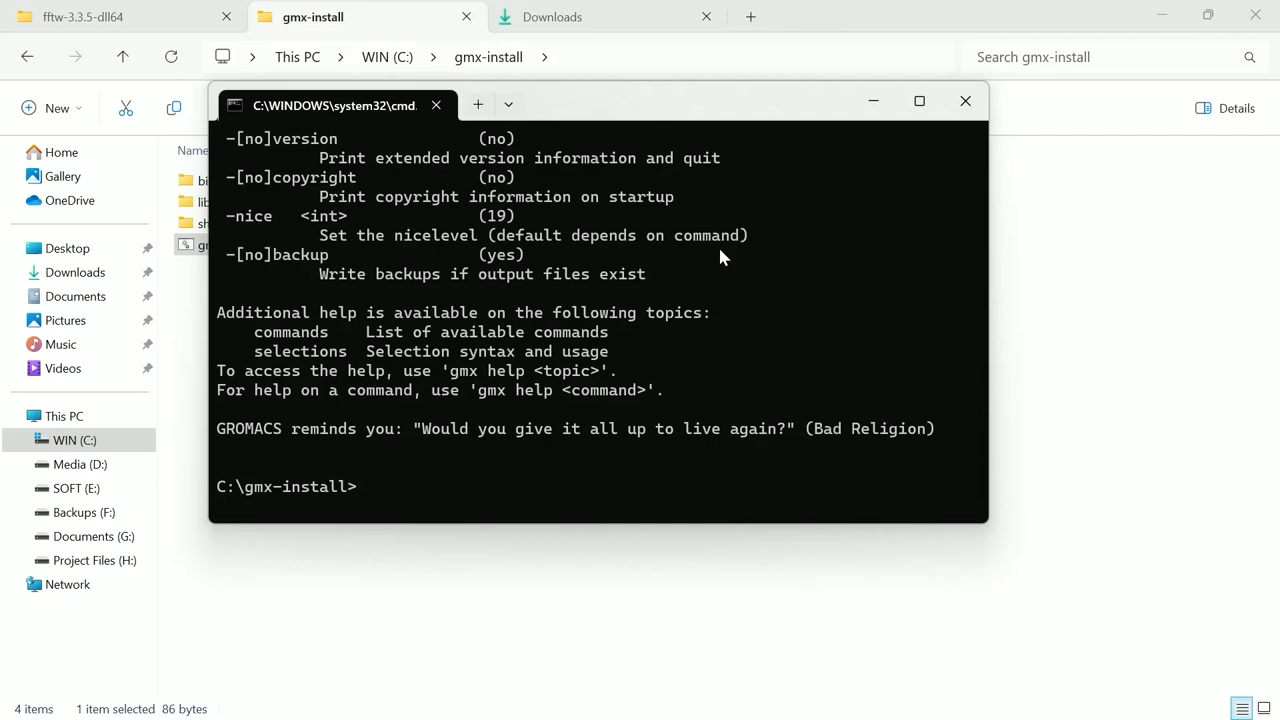 fftw-3.3.5-dll64
gmx-install
Downloads
This PC
WIN (C:)
gmx-install
Search gmx-install
New
C:\WINDOWS\system32\cmd.
Details
Home
Gallery
OneDrive
Desktop
Downloads
Documents
Pictures
Music
Videos
This PC
WIN (C:)
Media (D:)
SOFT (E:)
Backups (F:)
Documents (G:)
Project Files (H:)
Network
Name
-[no]version (no)
Print extended version information and quit
-[no]copyright (no)
Print copyright information on startup
-nice <int> (19)
Set the nicelevel (default depends on command)
-[no]backup (yes)
Write backups if output files exist
Additional help is available on the following topics:
commands List of available commands
selections Selection syntax and usage
To access the help, use 'gmx help <topic>'.
For help on a command, use 'gmx help <command>'.
GROMACS reminds you: "Would you give it all up to live again?" (Bad Religion)
C:\gmx-install>
4 items 1 item selected 86 bytes